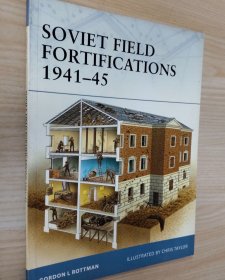 SOVIET FIELD
FORTIFICATIONS
1941–45
GORDON L ROTTMAN
ILLUSTRATED BY CHRIS TAYLOR